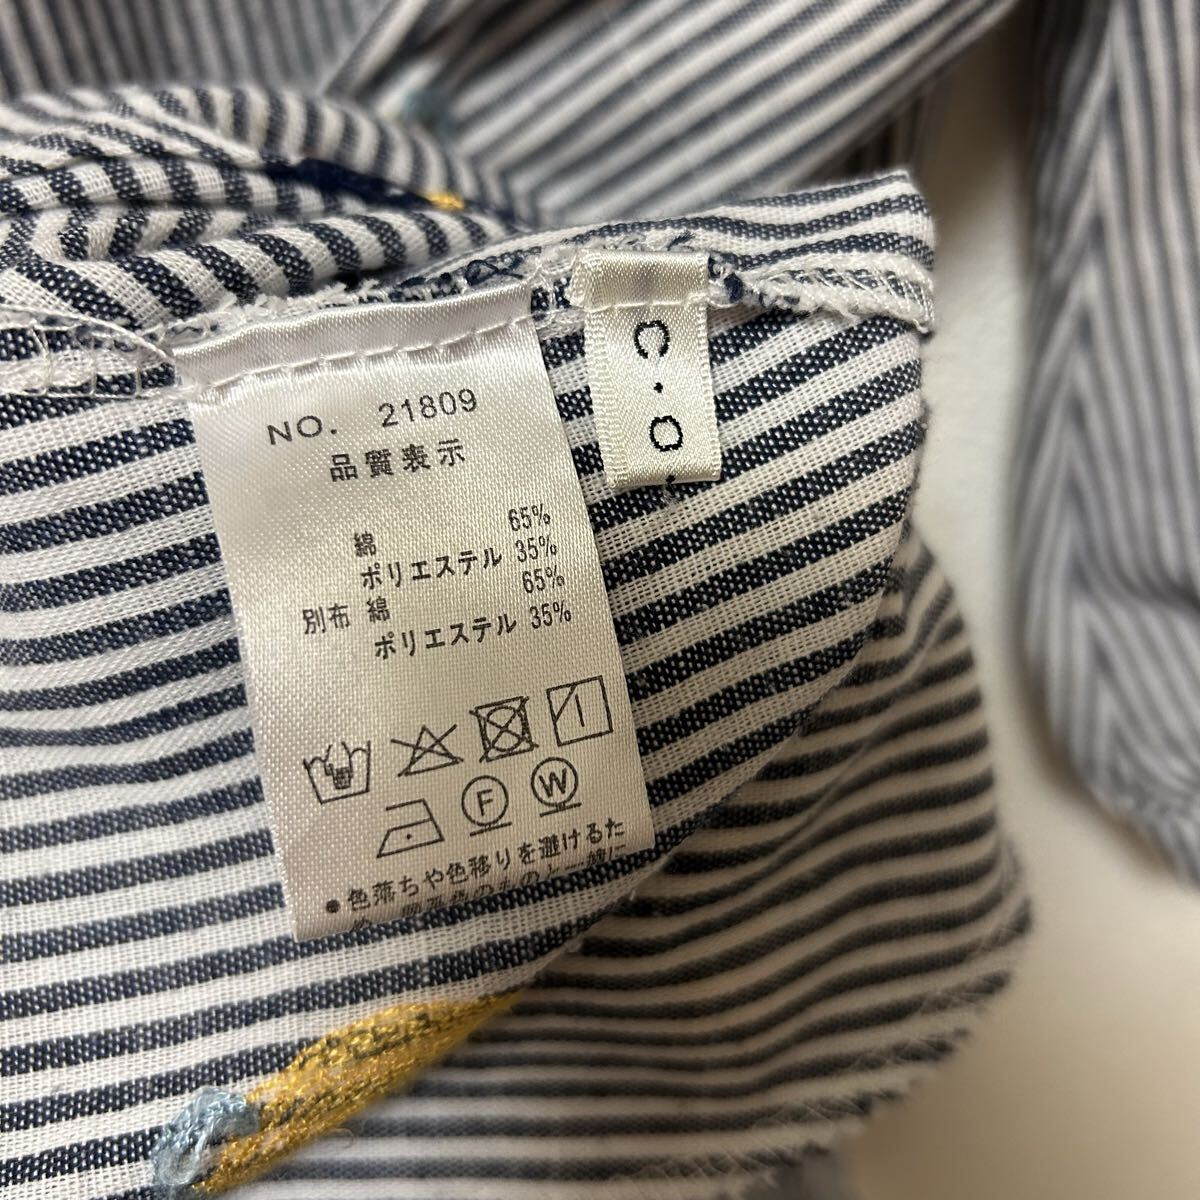 NO. 21809
品質表示
綿 65%
ポリエステル 35%
別布 綿 65%
ポリエステル 35%
F W
●色落ちや色移りを避けるた
C.O